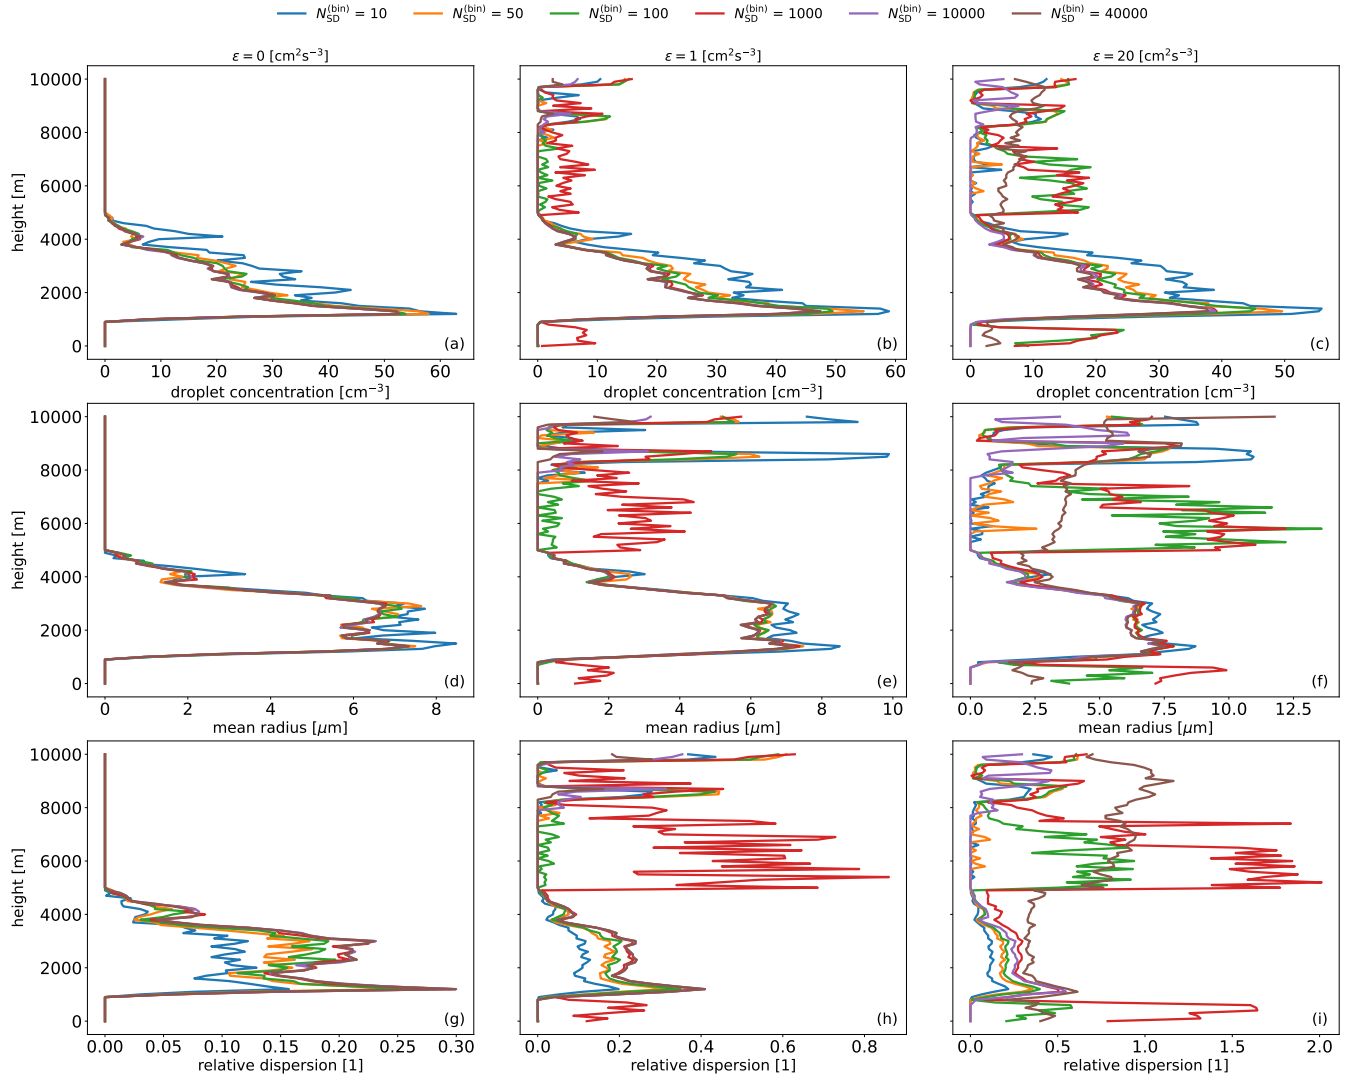 N_SD^(bin) = 10 N_SD^(bin) = 50 N_SD^(bin) = 100 N_SD^(bin) = 1000 N_SD^(bin) = 10000 N_SD^(bin) = 40000
ε = 0 [cm²s⁻³] ε = 1 [cm²s⁻³] ε = 20 [cm²s⁻³]
height [m]
10000
8000
6000
4000
2000
0
(a) (b) (c)
0 10 20 30 40 50 60 0 10 20 30 40 50 60 0 10 20 30 40 50
droplet concentration [cm⁻³] droplet concentration [cm⁻³] droplet concentration [cm⁻³]
height [m]
10000
8000
6000
4000
2000
0
(d) (e) (f)
0 2 4 6 8 0 2 4 6 8 10 0.0 2.5 5.0 7.5 10.0 12.5
mean radius [μm] mean radius [μm] mean radius [μm]
height [m]
10000
8000
6000
4000
2000
0
(g) (h) (i)
0.00 0.05 0.10 0.15 0.20 0.25 0.30 0.0 0.2 0.4 0.6 0.8 0.0 0.5 1.0 1.5 2.0
relative dispersion [1] relative dispersion [1] relative dispersion [1]